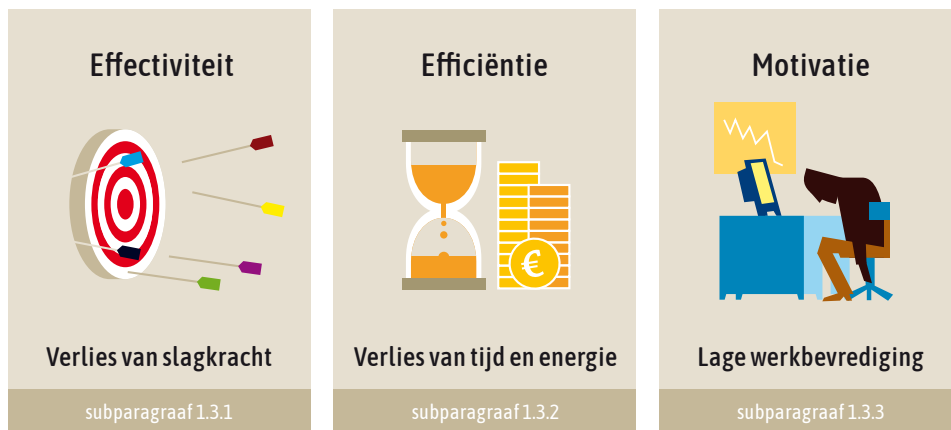 Effectiviteit
Verlies van slagkracht
subparagraaf 1.3.1
Efficiëntie
€
Verlies van tijd en energie
subparagraaf 1.3.2
Motivatie
Lage werkbevrediging
subparagraaf 1.3.3